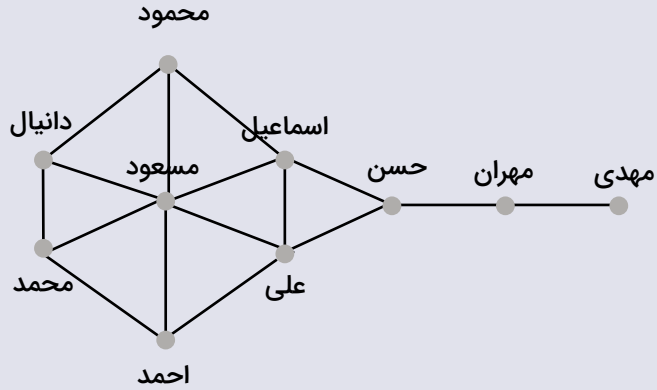 محمود
دانیال
اسماعیل
مسعود
حسن
مهران
مهدی
محمد
علی
احمد